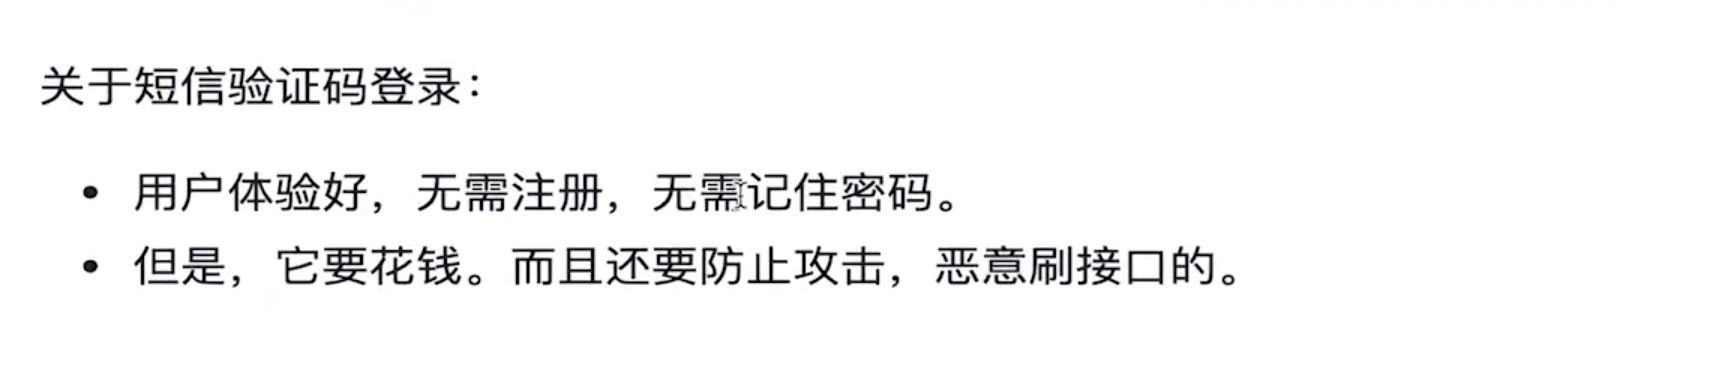 关于短信验证码登录：
• 用户体验好，无需注册，无需记住密码。
• 但是，它要花钱。而且还要防止攻击，恶意刷接口的。